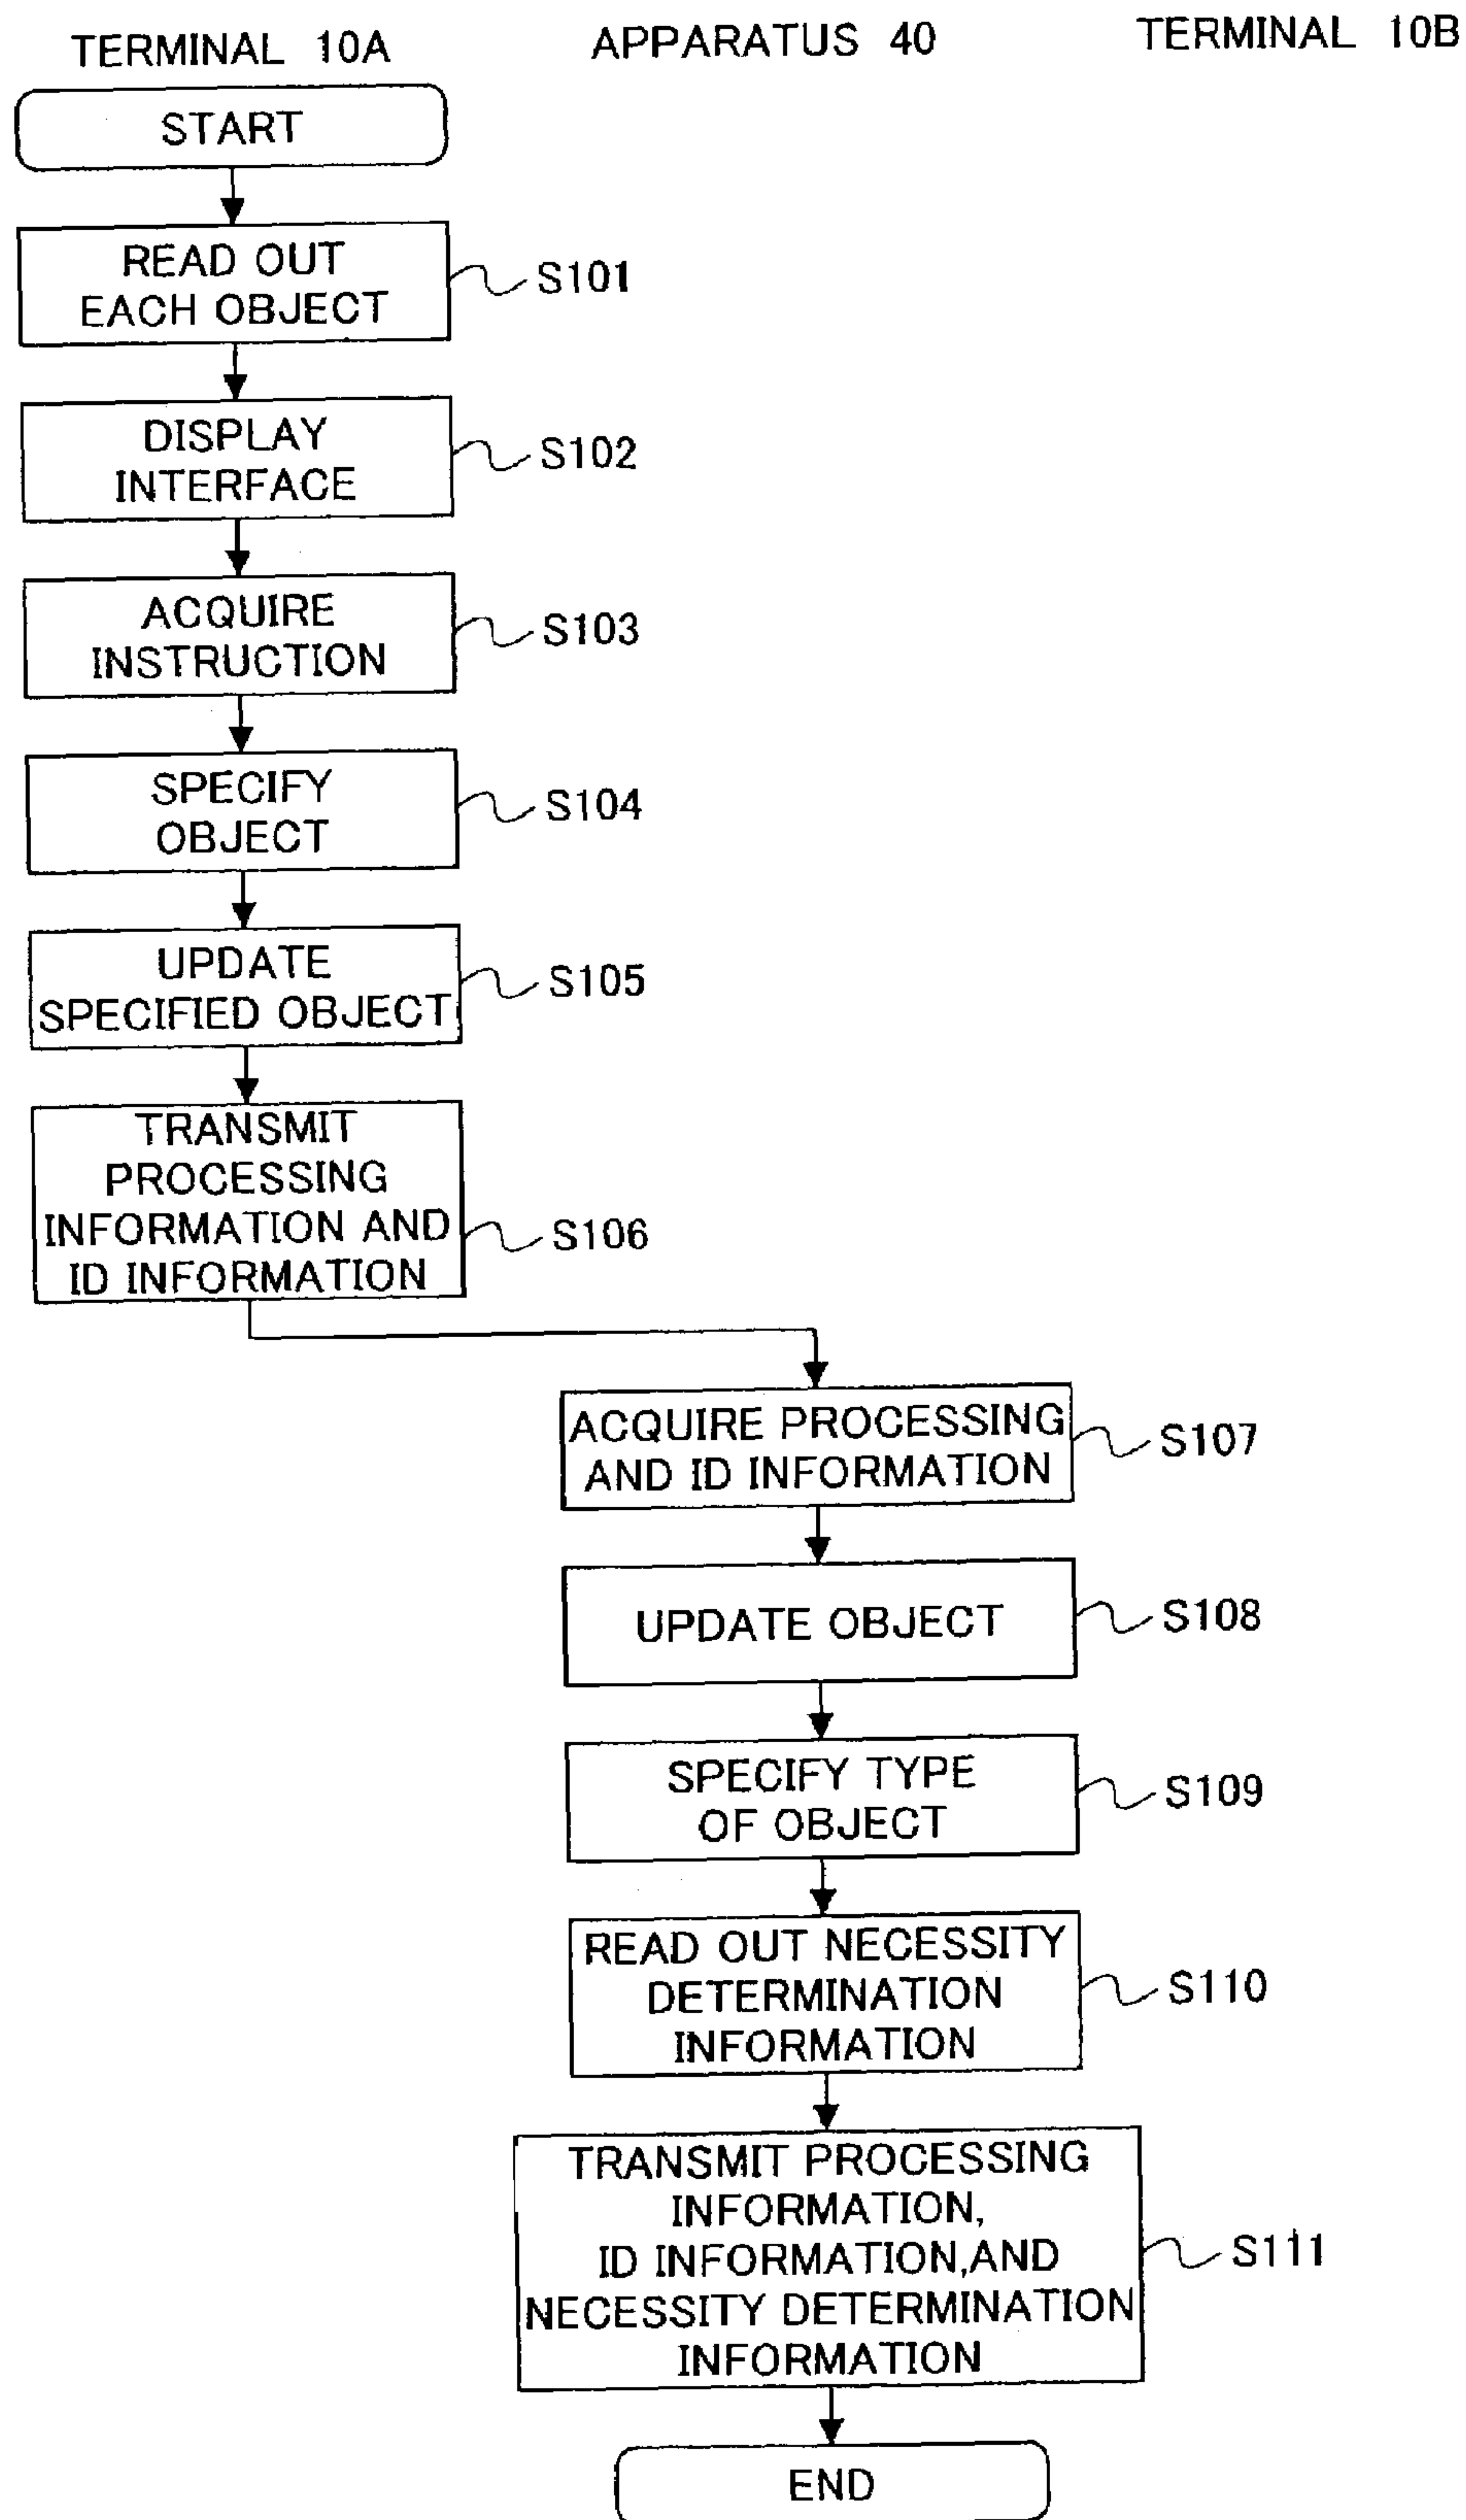 TERMINAL 10A
APPARATUS 40
TERMINAL 10B
START
READ OUT
EACH OBJECT
S101
DISPLAY
INTERFACE
S102
ACQUIRE
INSTRUCTION
S103
SPECIFY
OBJECT
S104
UPDATE
SPECIFIED OBJECT
S105
TRANSMIT
PROCESSING
INFORMATION AND
ID INFORMATION
S106
ACQUIRE PROCESSING
AND ID INFORMATION
S107
UPDATE OBJECT
S108
SPECIFY TYPE
OF OBJECT
S109
READ OUT NECESSITY
DETERMINATION
INFORMATION
S110
TRANSMIT PROCESSING
INFORMATION,
ID INFORMATION,AND
NECESSITY DETERMINATION
INFORMATION
S111
END